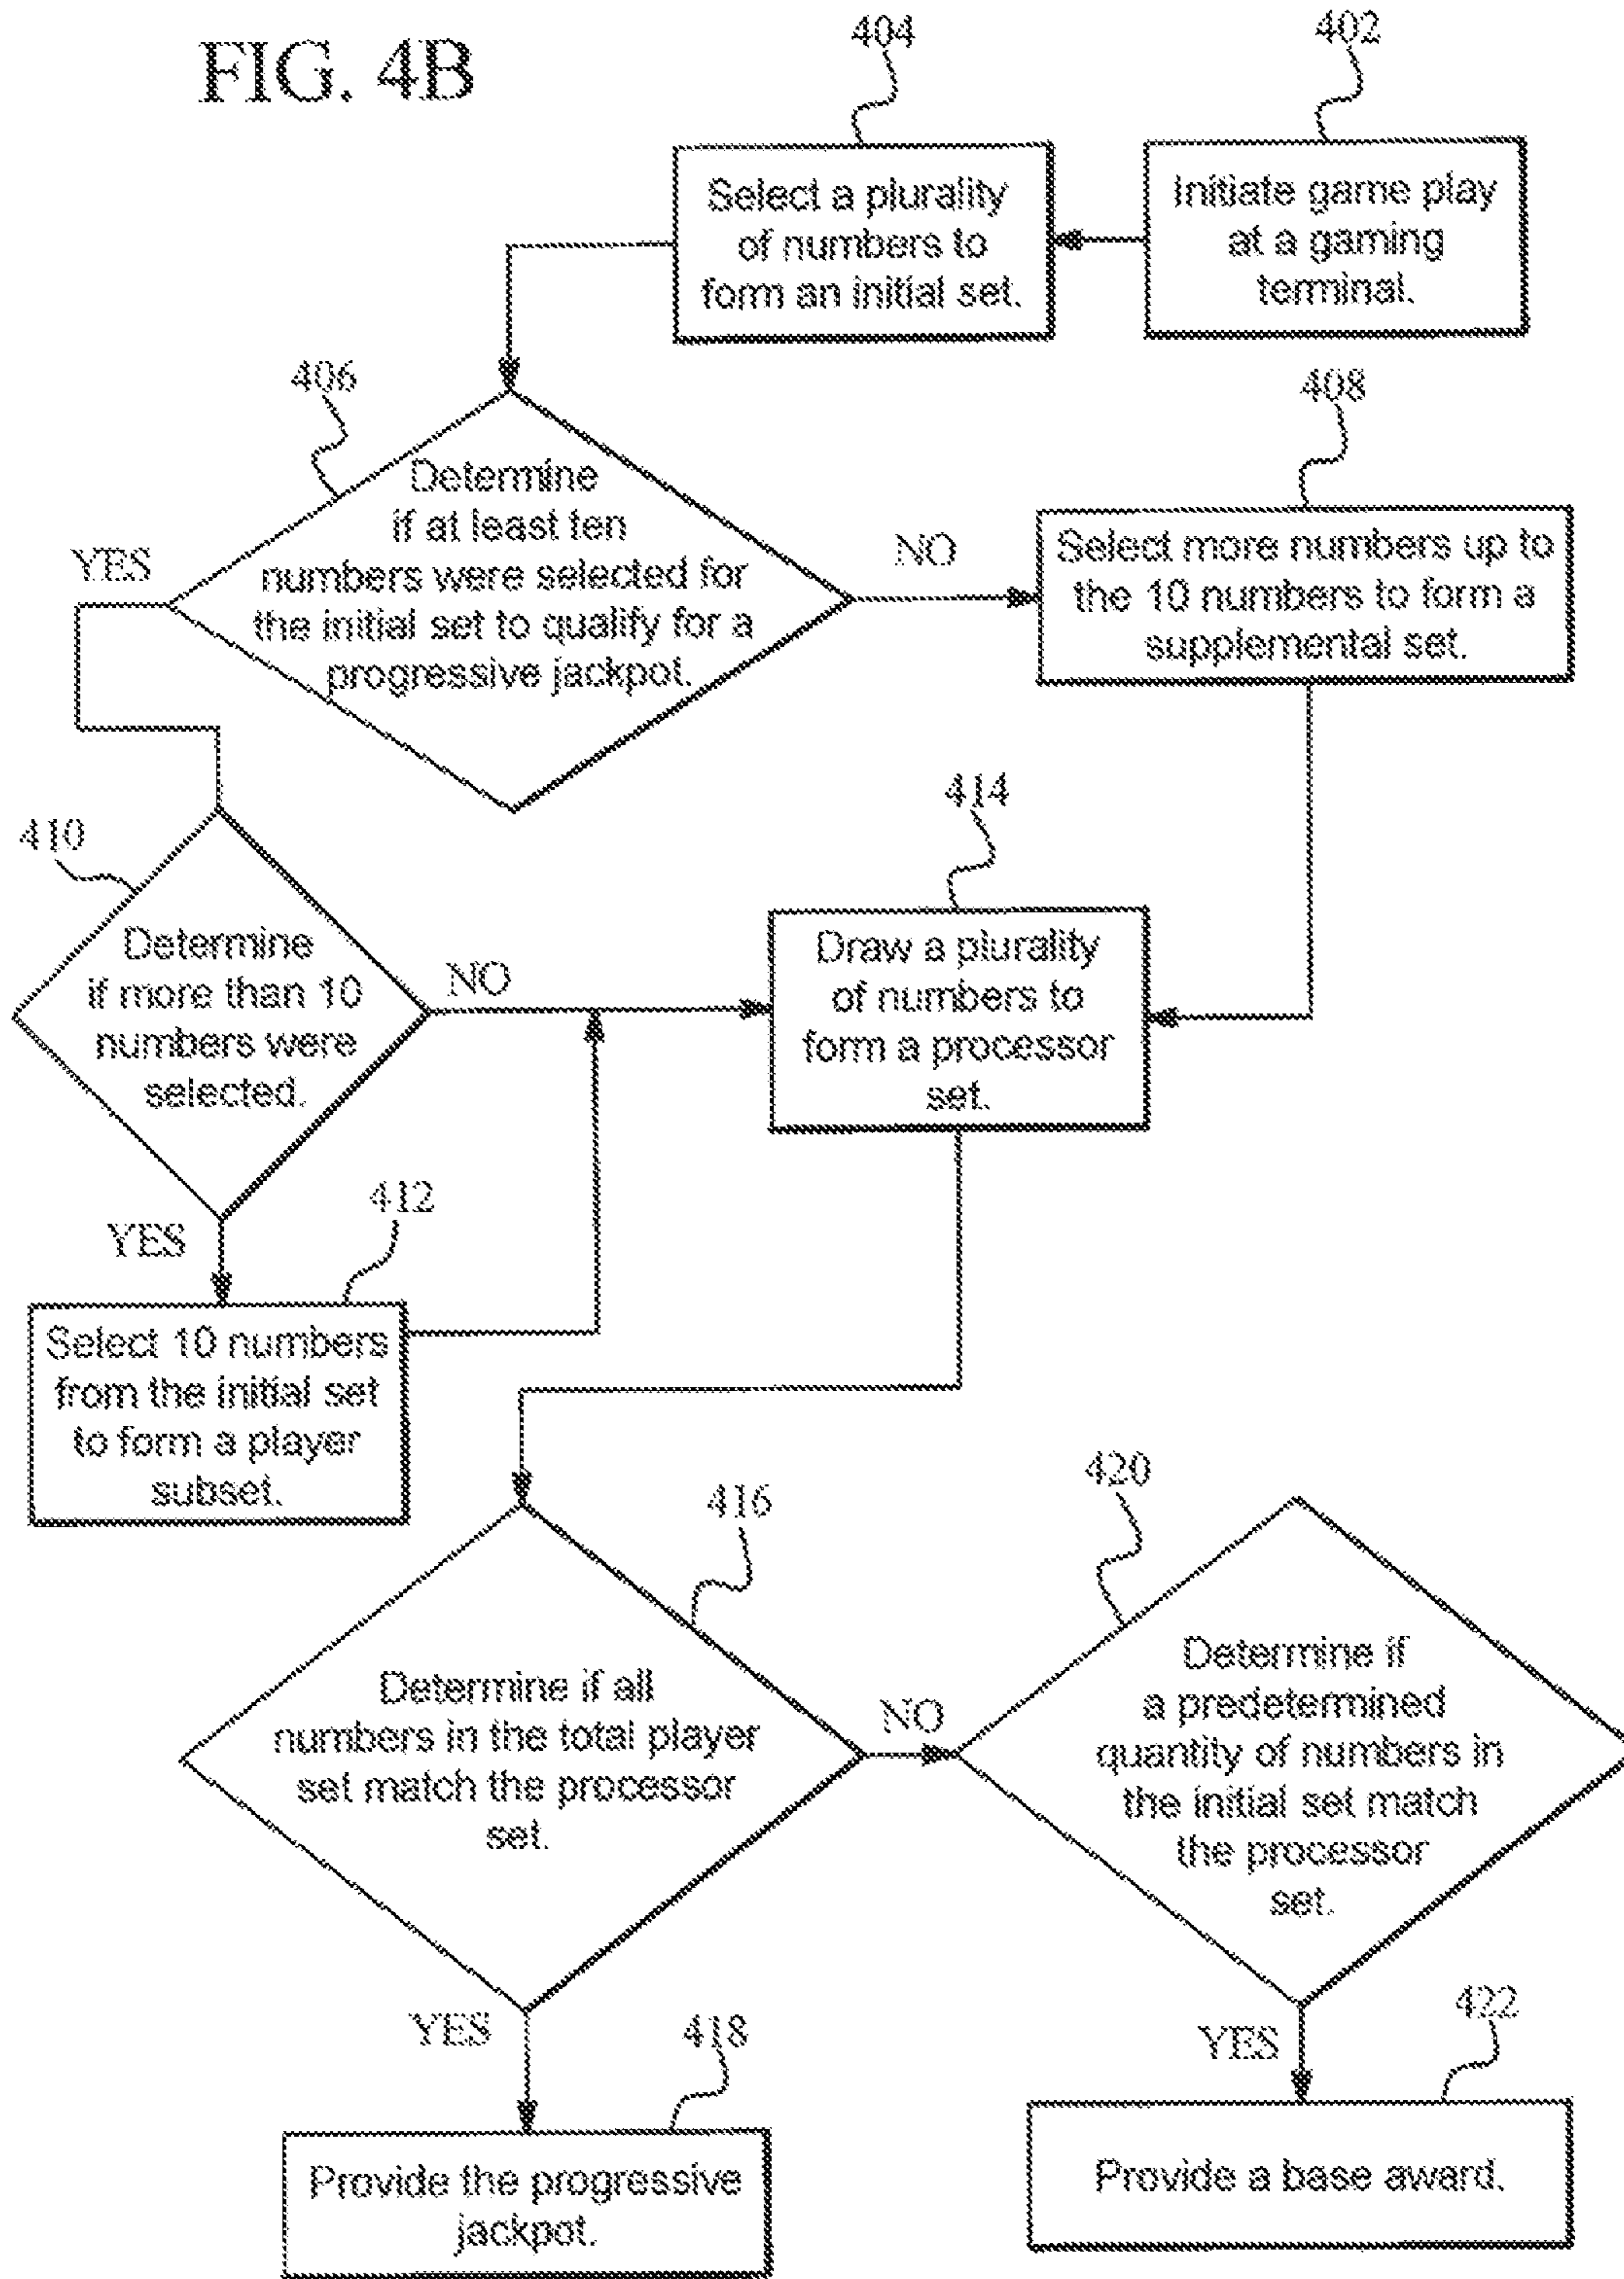 FIG. 4B
404
402
Select a plurality
of numbers to
form an initial set.
Initiate game play
at a gaming
terminal.
406
408
Determine
if at least ten
numbers were selected for
the initial set to qualify for a
progressive jackpot.
YES
NO
Select more numbers up to
the 10 numbers to form a
supplemental set.
410
414
Determine
if more than 10
numbers were
selected.
NO
Draw a plurality
of numbers to
form a processor
set.
YES
412
Select 10 numbers
from the initial set
to form a player
subset.
416
420
Determine if all
numbers in the total player
set match the processor
set.
NO
Determine if
a predetermined
quantity of numbers in
the initial set match
the processor
set.
YES
418
YES
422
Provide the progressive
jackpot.
Provide a base award.